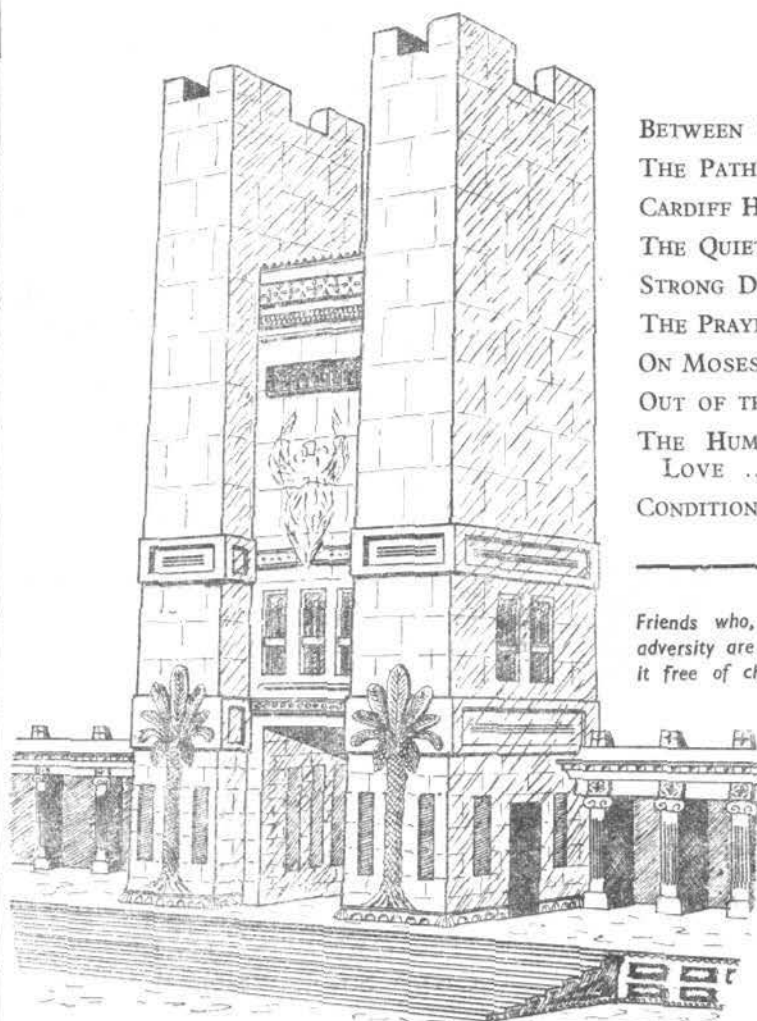 BETWEEN
THE PATH
CARDIFF H
THE QUIET
STRONG D
THE PRAYE
ON MOSES
OUT OF TH
THE HUM
LOVE ..
CONDITION
Friends who,
adversity are
it free of ch